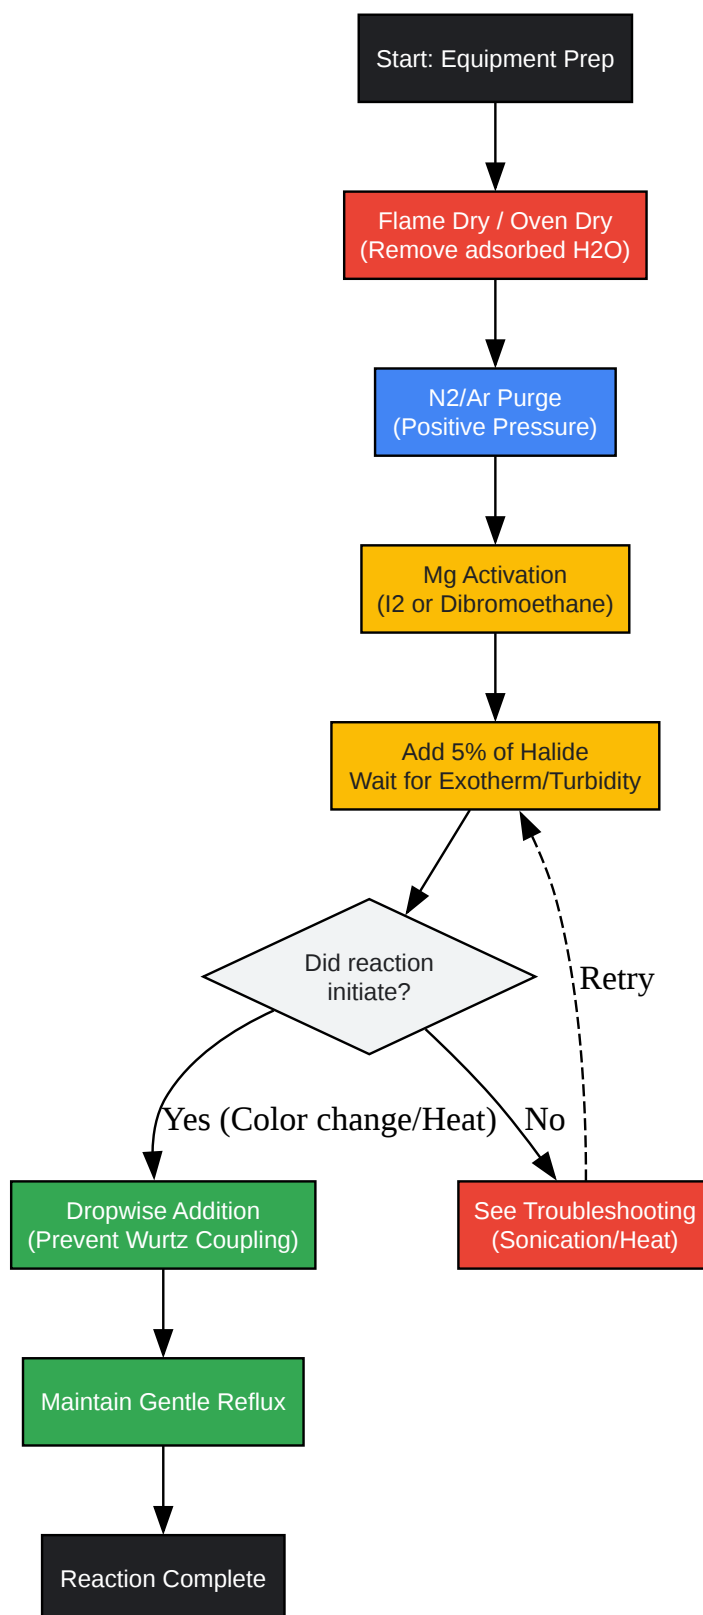 Start: Equipment Prep
Flame Dry / Oven Dry
(Remove adsorbed H2O)
N2/Ar Purge
(Positive Pressure)
Mg Activation
(I2 or Dibromoethane)
Add 5% of Halide
Wait for Exotherm/Turbidity
Did reaction
initiate?
Retry
Yes (Color change/Heat)
No
Dropwise Addition
(Prevent Wurtz Coupling)
See Troubleshooting
(Sonication/Heat)
Maintain Gentle Reflux
Reaction Complete